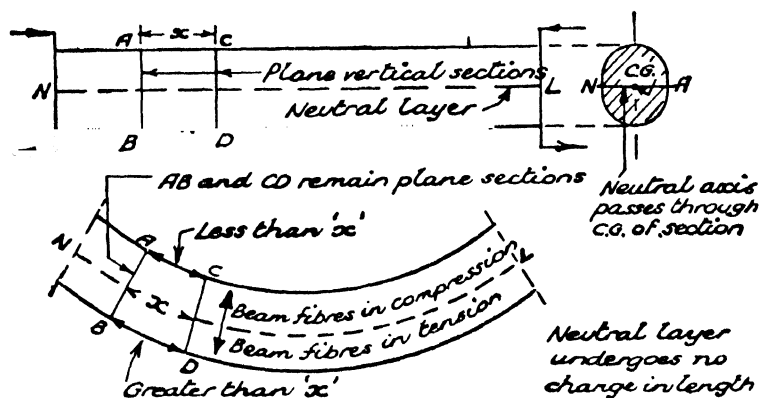 A x C
Plane vertical sections
N
L
Neutral layer
B D
C.G.
N A
AB and CD remain plane sections
Neutral axis
passes through
C.G. of section
N
A
Less than 'x'
C
L
x
Beam fibres in compression
Beam fibres in tension
B
D
Greater than 'x'
Neutral layer
undergoes no
change in length